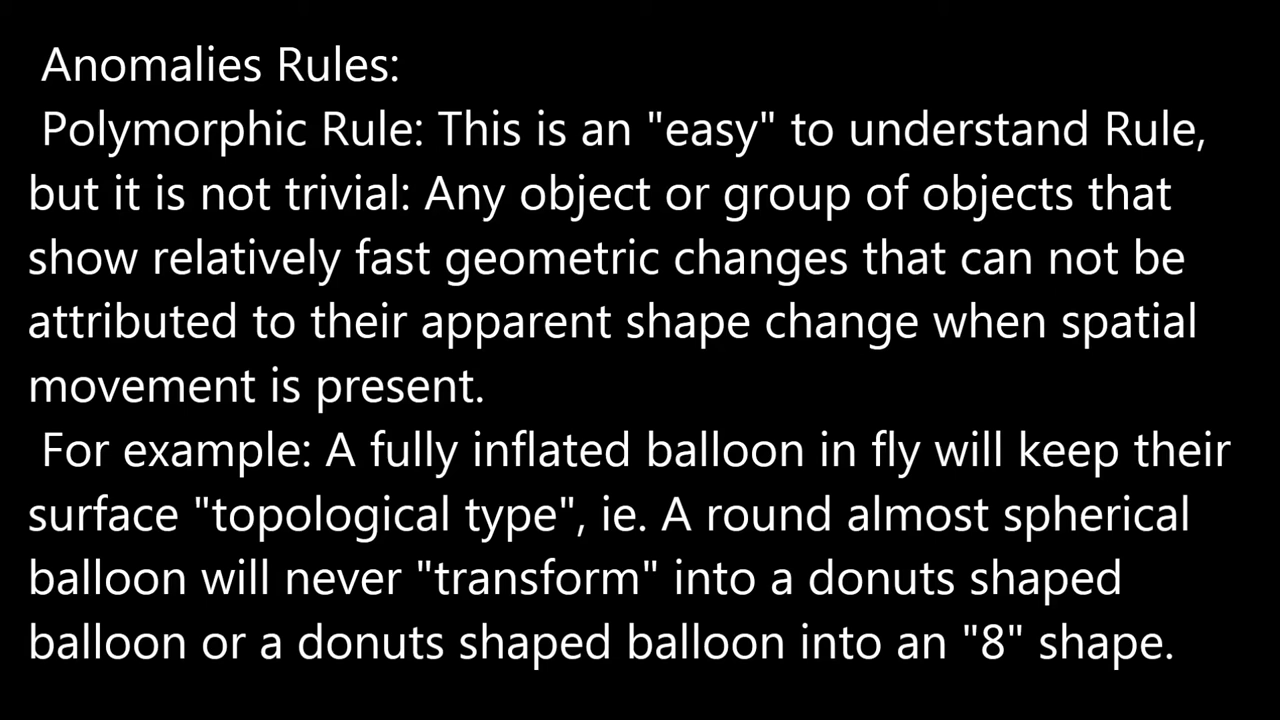 Anomalies Rules:
Polymorphic Rule: This is an "easy" to understand Rule,
but it is not trivial: Any object or group of objects that
show relatively fast geometric changes that can not be
attributed to their apparent shape change when spatial
movement is present.
For example: A fully inflated balloon in fly will keep their
surface "topological type", ie. A round almost spherical
balloon will never "transform" into a donuts shaped
balloon or a donuts shaped balloon into an "8" shape.